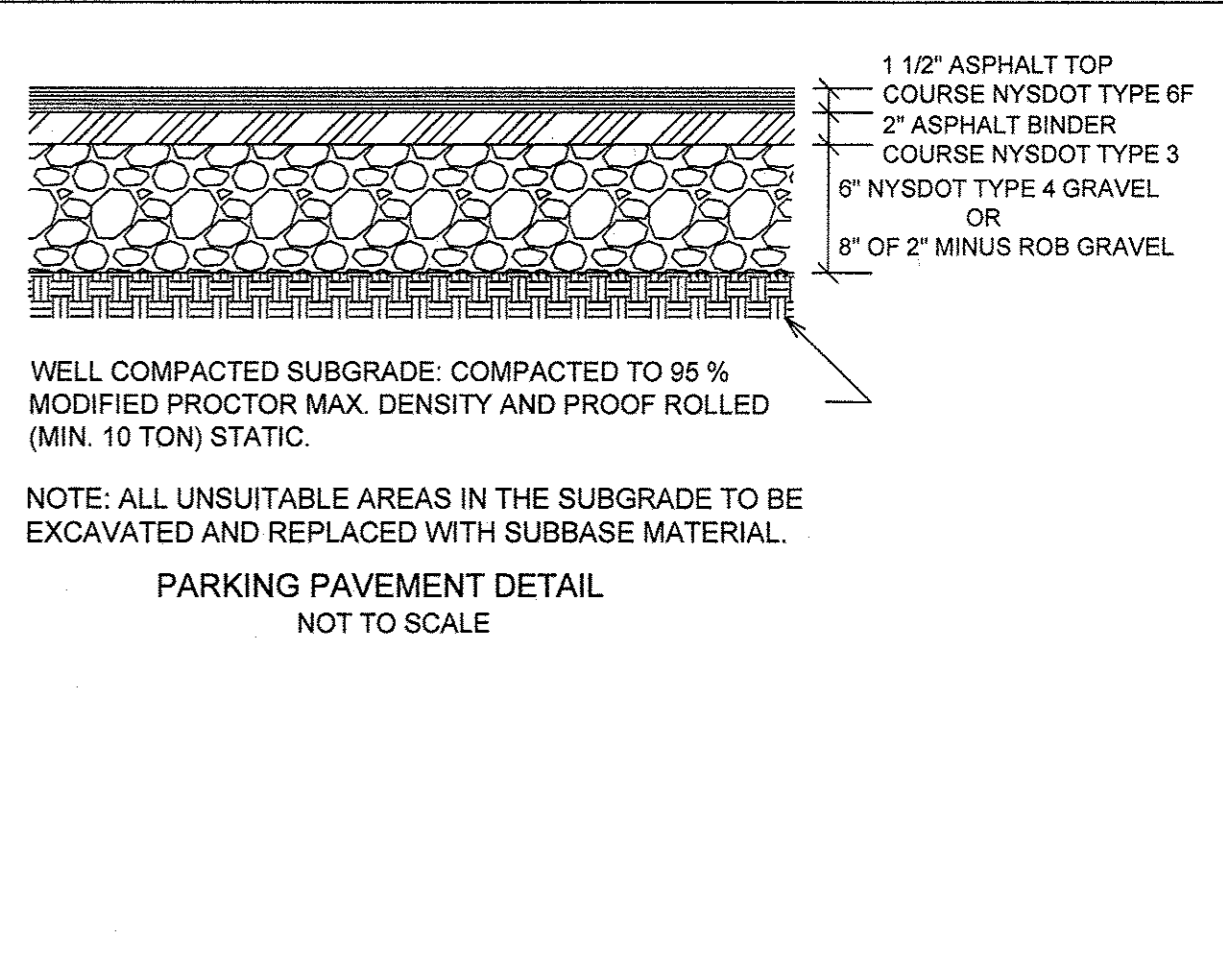 1 1/2" ASPHALT TOP
COURSE NYSDOT TYPE 6F
2" ASPHALT BINDER
COURSE NYSDOT TYPE 3
6" NYSDOT TYPE 4 GRAVEL
OR
8" OF 2" MINUS ROB GRAVEL
WELL COMPACTED SUBGRADE: COMPACTED TO 95 %
MODIFIED PROCTOR MAX. DENSITY AND PROOF ROLLED
(MIN. 10 TON) STATIC.
NOTE: ALL UNSUITABLE AREAS IN THE SUBGRADE TO BE
EXCAVATED AND REPLACED WITH SUBBASE MATERIAL.
PARKING PAVEMENT DETAIL
NOT TO SCALE